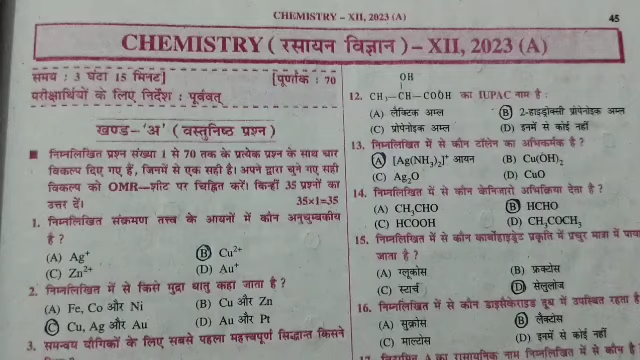 CHEMISTRY – XII, 2023 (A)
45
CHEMISTRY ( रसायन विज्ञान ) – XII, 2023 (A)
समय : 3 घंटा 15 मिनट]
[पूर्णांक : 70
परीक्षार्थियों के लिए निर्देश : पूर्ववत्
खण्ड-'अ' ( वस्तुनिष्ठ प्रश्न )
■ निम्नलिखित प्रश्न संख्या 1 से 70 तक के प्रत्येक प्रश्न के साथ चार
विकल्प दिए गए हैं, जिनमें से एक सही है। अपने द्वारा चुने गए सही
विकल्प को OMR—शीट पर चिह्नित करें। किन्हीं 35 प्रश्नों का
उत्तर दें।
35×1=35
1. निम्नलिखित संक्रमण तत्त्व के आयनों में कौन अनुचुम्बकीय
है ?
(A) Ag⁺
(B) Cu²⁺
(C) Zn²⁺
(D) Au⁺
2. निम्नलिखित में से किसे मुद्रा धातु कहा जाता है ?
(A) Fe, Co और Ni
(B) Cu और Zn
(C) Cu, Ag और Au
(D) Au और Pt
3. समन्वय यौगिकों के लिए सबसे पहला महत्त्वपूर्ण सिद्धान्त किसने
OH
12. CH₃—CH—COOH का IUPAC नाम है :
(A) लैक्टिक अम्ल
(B) 2-हाइड्रॉक्सी प्रोपेनोइक अम्ल
(C) प्रोपेनोइक अम्ल
(D) इनमें से कोई नहीं
13. निम्नलिखित में से कौन टॉलेन का अभिकर्मक है ?
(A) [Ag(NH₃)₂]⁺ आयन
(B) Cu(OH)₂
(C) Ag₂O
(D) CuO
14. निम्नलिखित में से कौन केनिजारो अभिक्रिया देता है ?
(A) CH₃CHO
(B) HCHO
(C) HCOOH
(D) CH₃COCH₃
15. निम्नलिखित में से कौन कार्बोहाइड्रेट प्रकृति में प्रचुर मात्रा में पाया
जाता है ?
(A) ग्लूकोस
(B) फ्रक्टोस
(C) स्टार्च
(D) सेलुलोज
16. निम्नलिखित में से कौन डाइसेकेराइड दूध में उपस्थित रहता है
(A) सुक्रोस
(B) लैक्टोस
(C) माल्टोस
(D) इनमें से कोई नहीं
17. विटामिन A का रासायनिक नाम निम्नलिखित में से कौन है